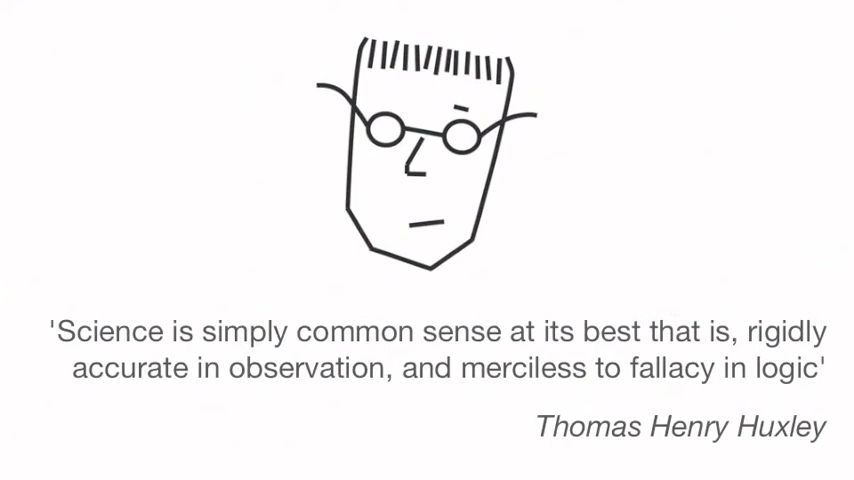 'Science is simply common sense at its best that is, rigidly
accurate in observation, and merciless to fallacy in logic'
Thomas Henry Huxley